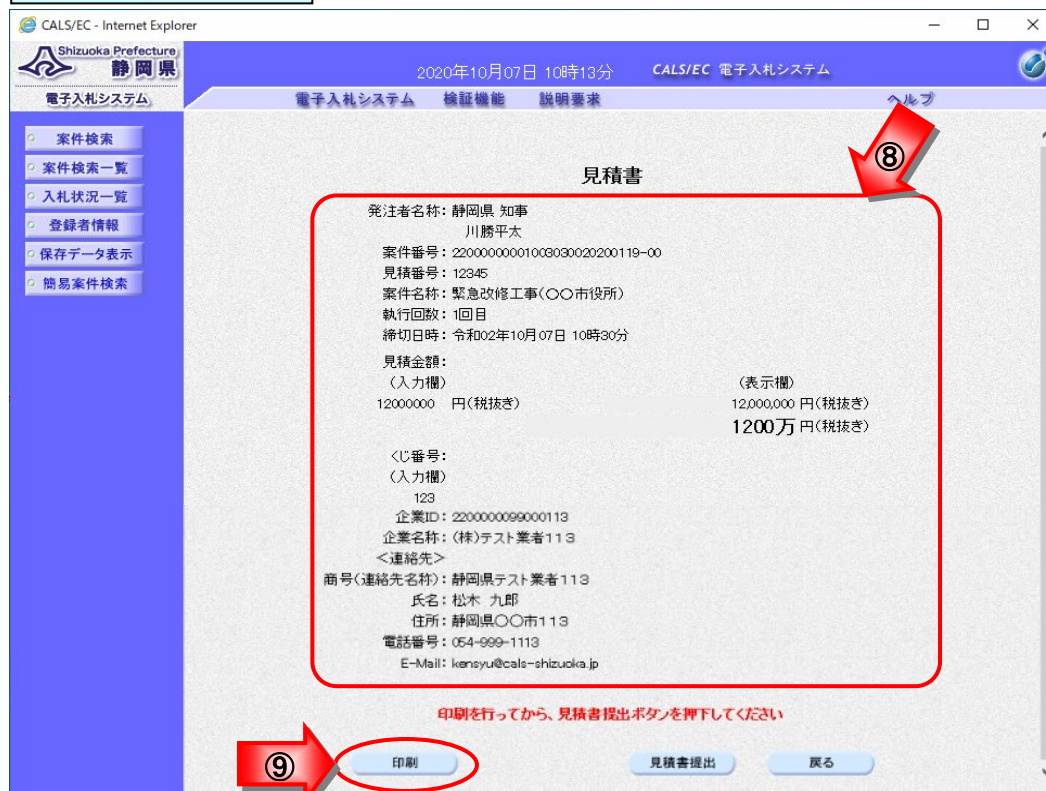 CALS/EC - Internet Explorer
Shizuoka Prefecture
静岡県
2020年10月07日 10時13分 CALS/EC 電子入札システム
電子入札システム
電子入札システム 検証機能 説明要求 ヘルプ
案件検索
案件検索一覧
入札状況一覧
登録者情報
保存データ表示
簡易案件検索
⑧
見積書
発注者名称：静岡県 知事
川勝平太
案件番号：2200000000100303002020​0119-00
見積番号：12345
案件名称：緊急改修工事(〇〇市役所)
執行回数：1回目
締切日時：令和02年10月07日 10時30分
見積金額：
(入力欄) (表示欄)
12000000 円(税抜き) 12,000,000 円(税抜き)
1200万 円(税抜き)
くじ番号：
(入力欄)
123
企業ID：2200000099000113
企業名称：(株)テスト業者113
＜連絡先＞
商号(連絡先名称)：静岡県テスト業者113
氏名：松木 九郎
住所：静岡県〇〇市113
電話番号：054-999-1113
E-Mail：kensyu@cals-shizuoka.jp
印刷を行ってから、見積書提出ボタンを押下してください
⑨
印刷 見積書提出 戻る